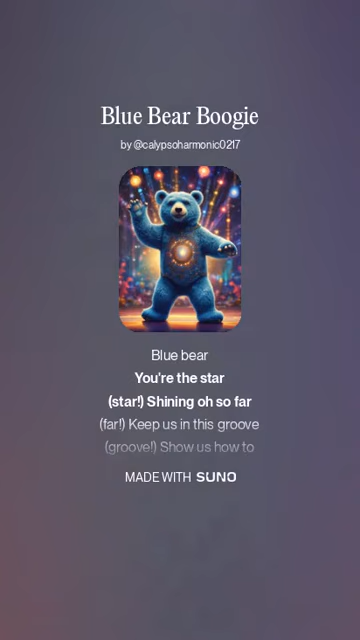 Blue Bear Boogie
by @calypsoharmonic0217
Blue bear
You're the star
(star!) Shining oh so far
(far!) Keep us in this groove
(groove!) Show us how to
MADE WITH SUNO